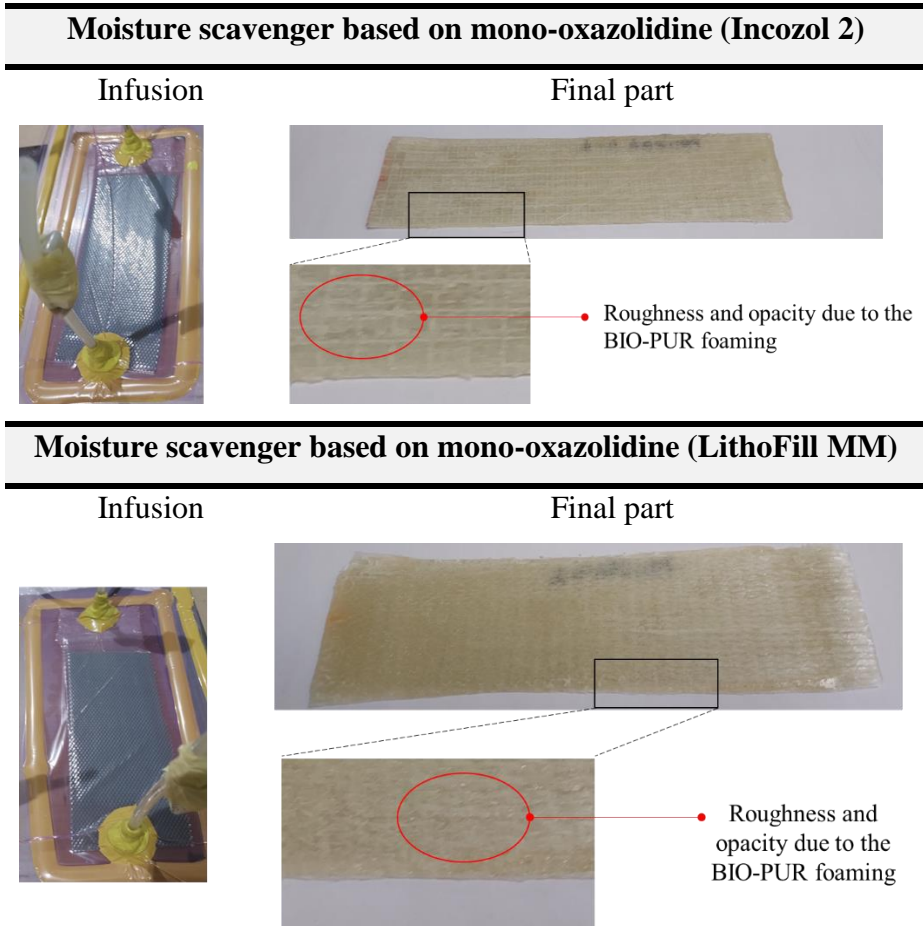 Moisture scavenger based on mono-oxazolidine (Incozol 2)
Infusion
Final part
Roughness and opacity due to the
BIO-PUR foaming
Moisture scavenger based on mono-oxazolidine (LithoFill MM)
Infusion
Final part
Roughness and
opacity due to the
BIO-PUR foaming